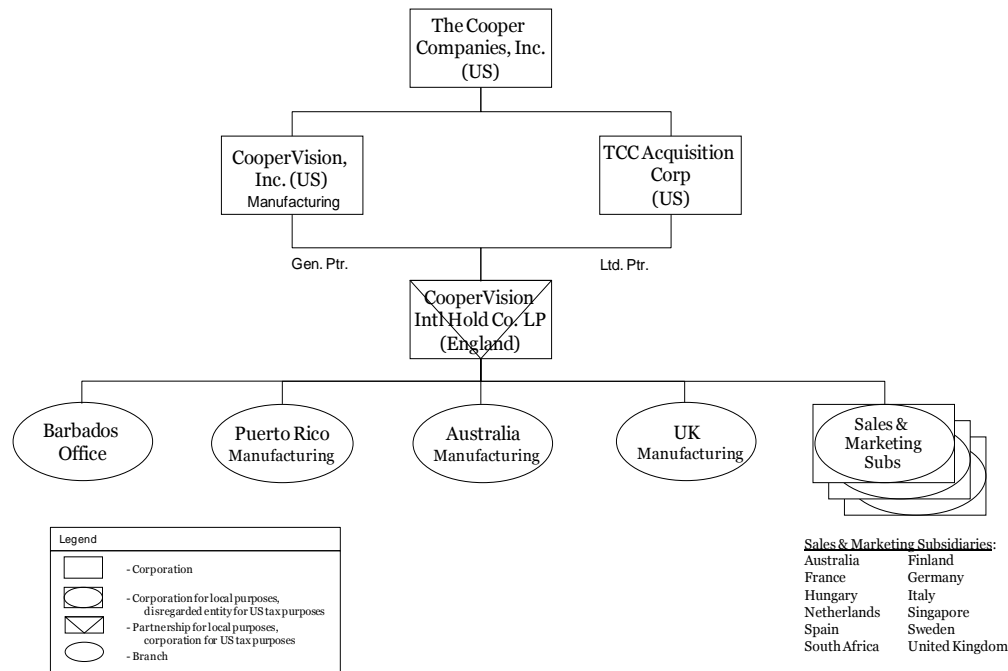 The Cooper
Companies, Inc.
(US)
CooperVision,
Inc. (US)
Manufacturing
TCC Acquisition
Corp
(US)
Gen. Ptr.
Ltd. Ptr.
CooperVision
Intl Hold Co. LP
(England)
Barbados
Office
Puerto Rico
Manufacturing
Australia
Manufacturing
UK
Manufacturing
Sales &
Marketing
Subs
Legend
- Corporation
- Corporation for local purposes,
disregarded entity for US tax purposes
- Partnership for local purposes,
corporation for US tax purposes
- Branch
Sales & Marketing Subsidiaries:
Australia Finland
France Germany
Hungary Italy
Netherlands Singapore
Spain Sweden
South Africa United Kingdom